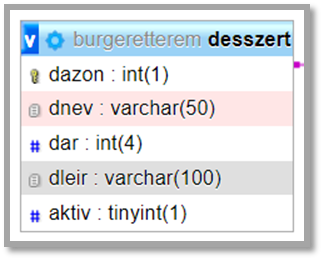 v burgeretterem desszert
dazon : int(1)
dnev : varchar(50)
# dar : int(4)
dleir : varchar(100)
# aktiv : tinyint(1)